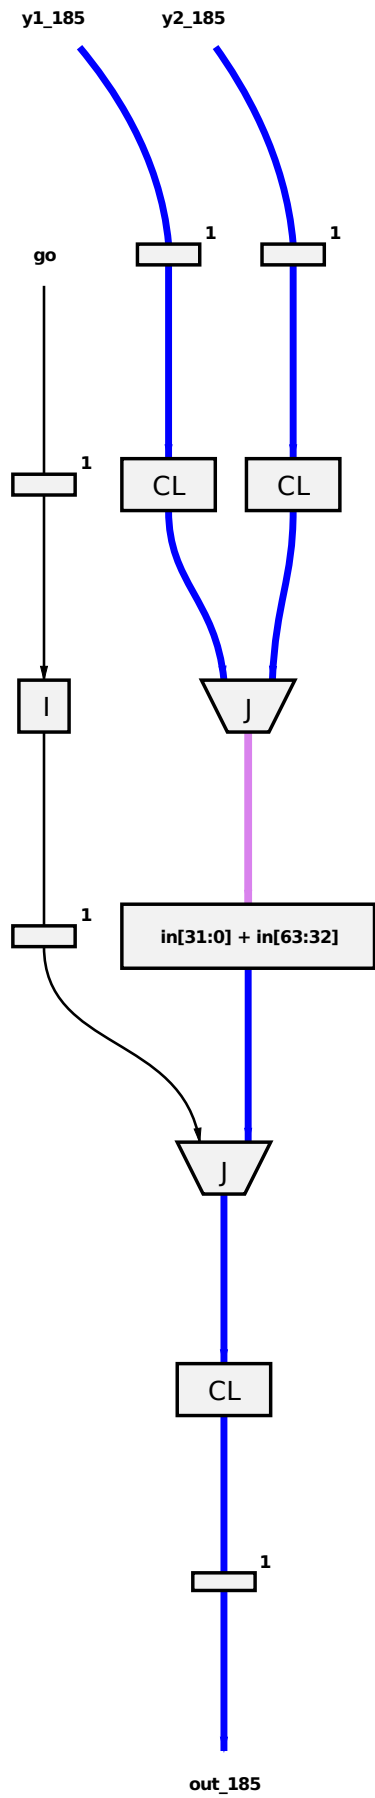 y1_185 y2_185
1 1
go
1
CL CL
I J
1
in[31:0] + in[63:32]
J
CL
1
out_185